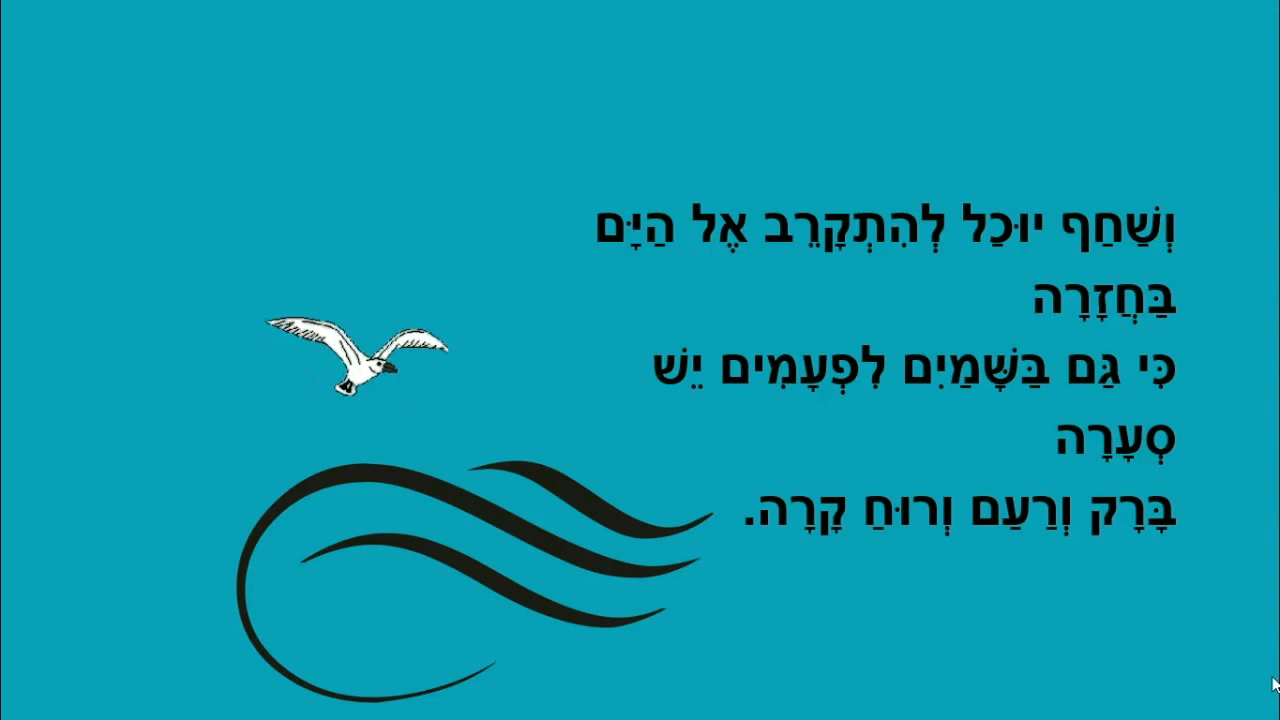 וְשַׁחַף יוּכַל לְהִתְקָרֵב אֶל הַיָּם
בַּחֲזָרָה
כִּי גַּם בַּשָּׁמַיִם לִפְעָמִים יֵשׁ
סְעָרָה
בָּרָק וְרַעַם וְרוּחַ קָרָה.